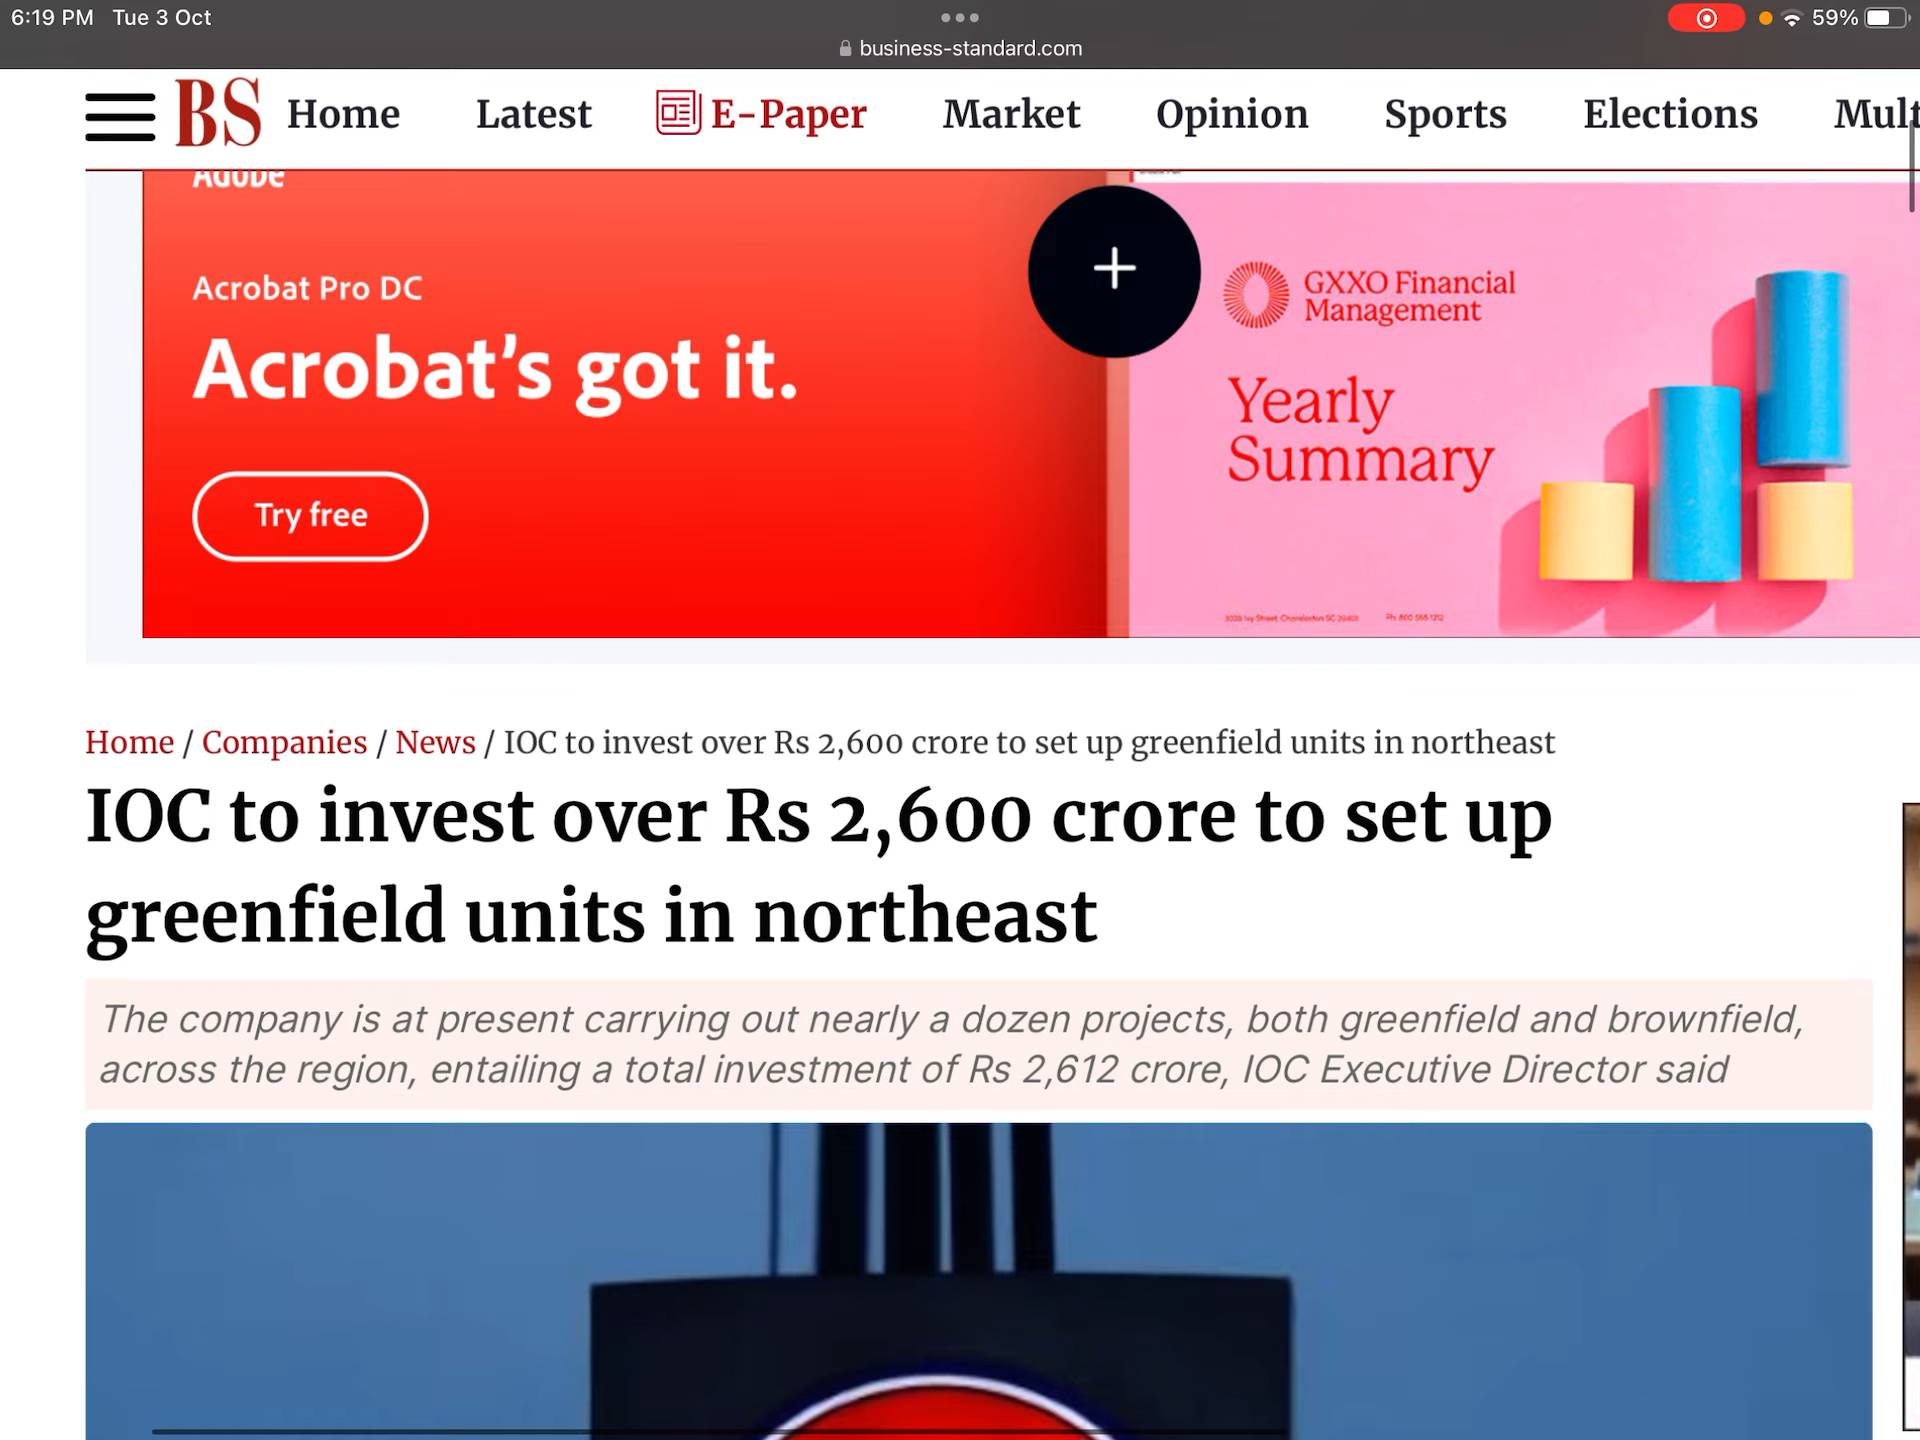 6:19 PM Tue 3 Oct
59%
business-standard.com
BS Home Latest E-Paper Market Opinion Sports Elections
Adobe
Acrobat Pro DC
Acrobat's got it.
Try free
GXXO Financial
Management
Yearly
Summary
Home / Companies / News / IOC to invest over Rs 2,600 crore to set up greenfield units in northeast
IOC to invest over Rs 2,600 crore to set up
greenfield units in northeast
The company is at present carrying out nearly a dozen projects, both greenfield and brownfield,
across the region, entailing a total investment of Rs 2,612 crore, IOC Executive Director said